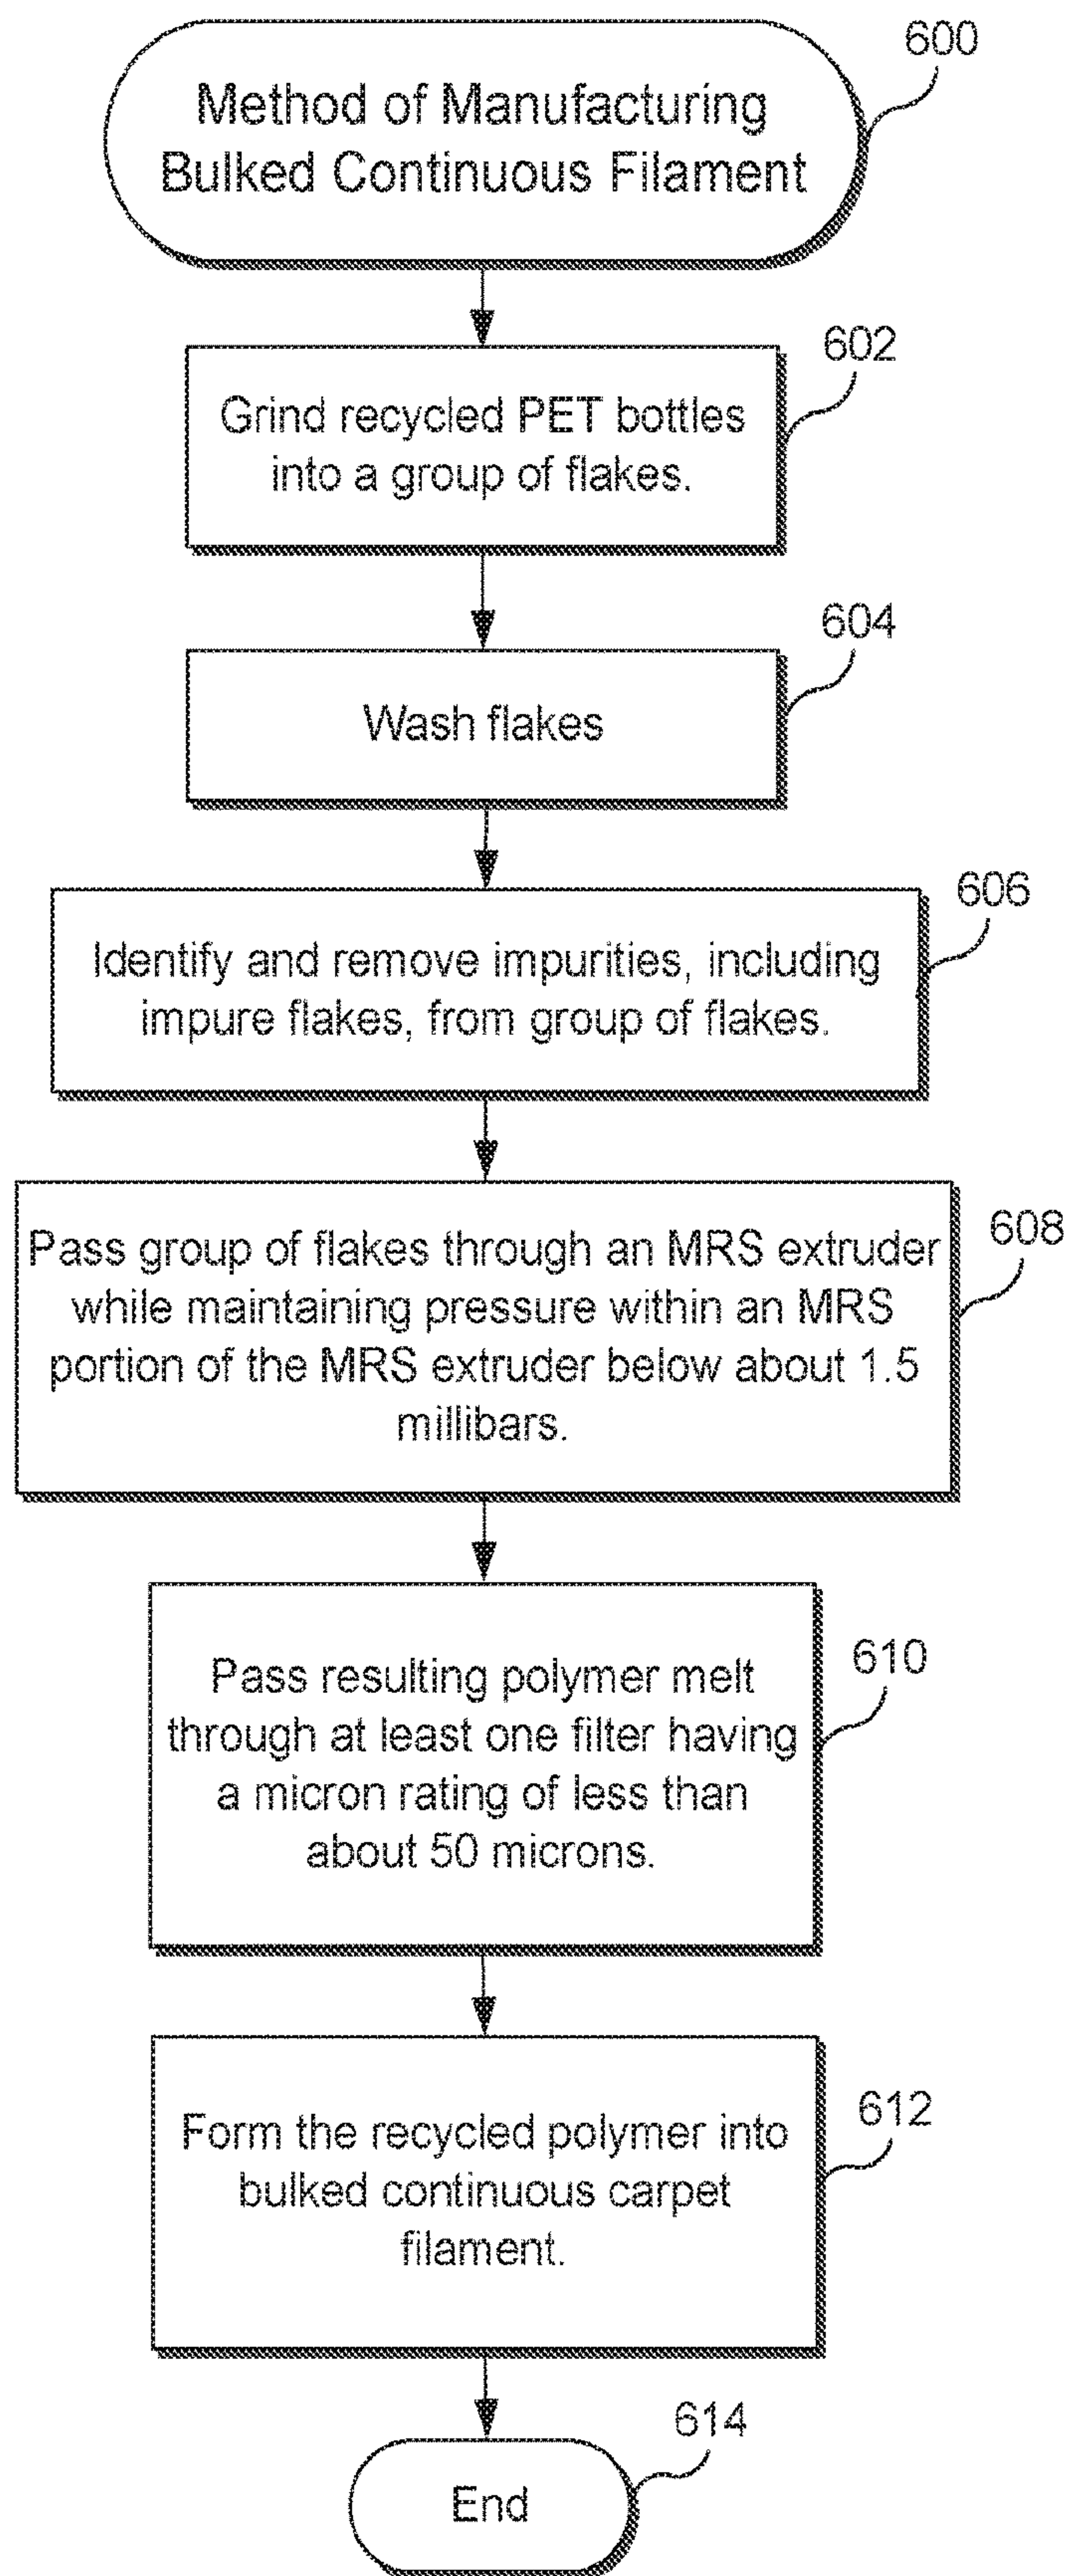 600
Method of Manufacturing
Bulked Continuous Filament
602
Grind recycled PET bottles
into a group of flakes.
604
Wash flakes
606
Identify and remove impurities, including
impure flakes, from group of flakes.
608
Pass group of flakes through an MRS extruder
while maintaining pressure within an MRS
portion of the MRS extruder below about 1.5
millibars.
610
Pass resulting polymer melt
through at least one filter having
a micron rating of less than
about 50 microns.
612
Form the recycled polymer into
bulked continuous carpet
filament.
614
End